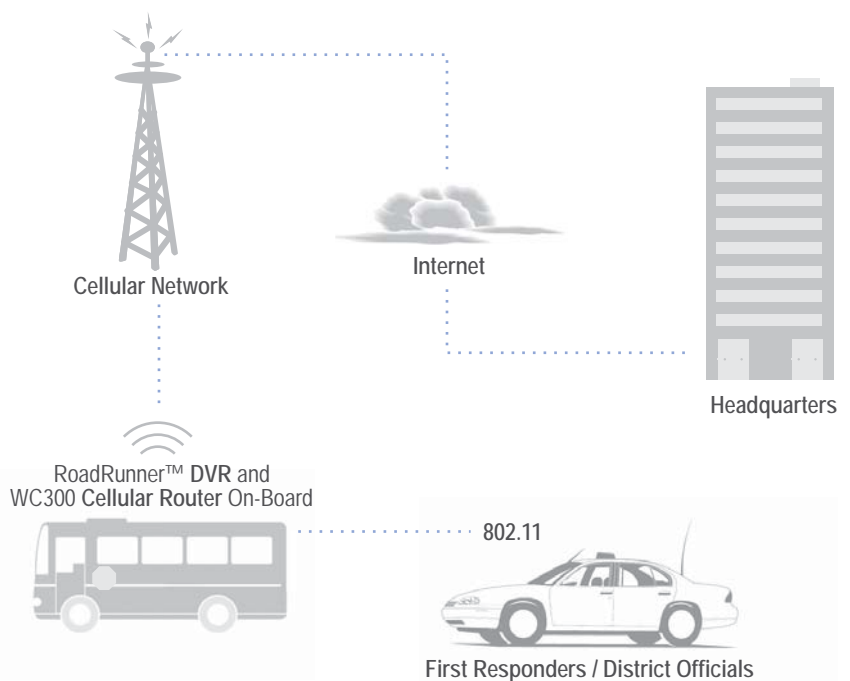 Cellular Network
Internet
Headquarters
RoadRunner™ DVR and
WC300 Cellular Router On-Board
802.11
First Responders / District Officials